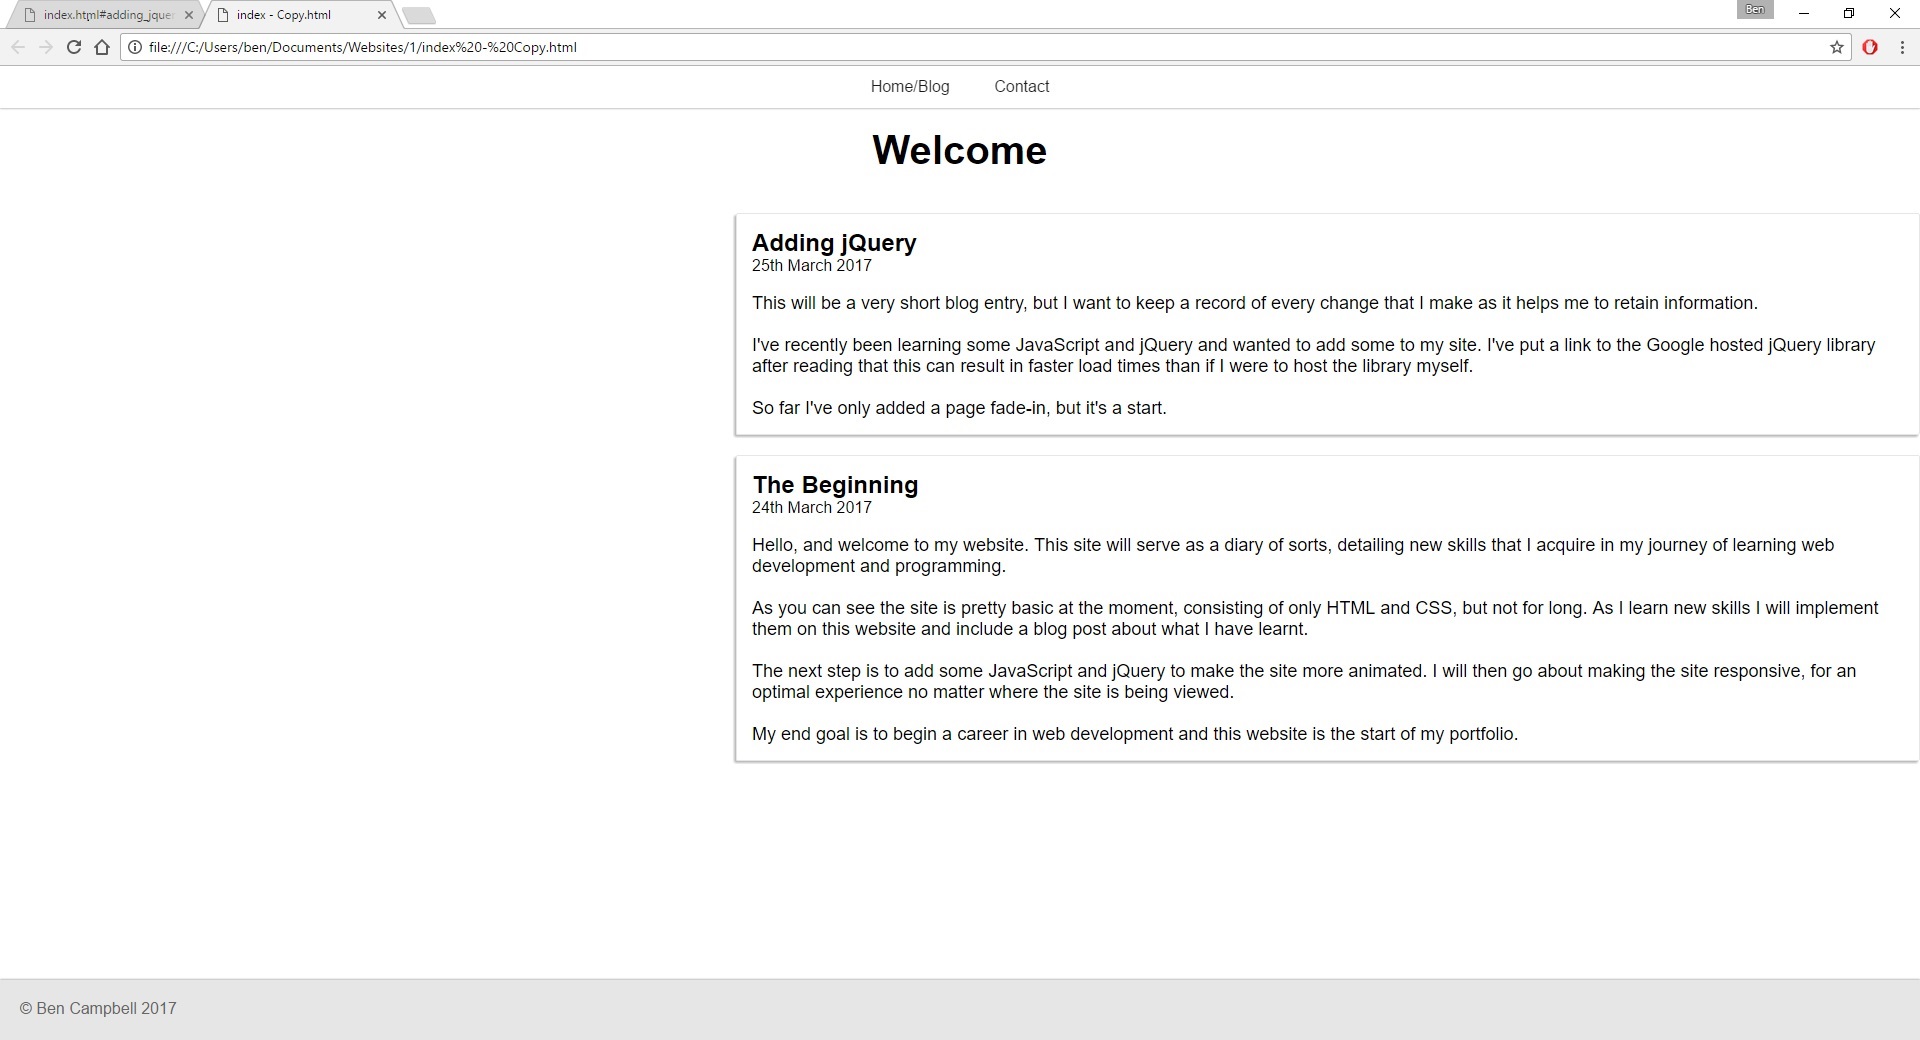 index.html#adding_jquer
index - Copy.html
Ben
file:///C:/Users/ben/Documents/Websites/1/index%20-%20Copy.html
Home/Blog Contact
Welcome
Adding jQuery
25th March 2017
This will be a very short blog entry, but I want to keep a record of every change that I make as it helps me to retain information.
I've recently been learning some JavaScript and jQuery and wanted to add some to my site. I've put a link to the Google hosted jQuery library
after reading that this can result in faster load times than if I were to host the library myself.
So far I've only added a page fade-in, but it's a start.
The Beginning
24th March 2017
Hello, and welcome to my website. This site will serve as a diary of sorts, detailing new skills that I acquire in my journey of learning web
development and programming.
As you can see the site is pretty basic at the moment, consisting of only HTML and CSS, but not for long. As I learn new skills I will implement
them on this website and include a blog post about what I have learnt.
The next step is to add some JavaScript and jQuery to make the site more animated. I will then go about making the site responsive, for an
optimal experience no matter where the site is being viewed.
My end goal is to begin a career in web development and this website is the start of my portfolio.
© Ben Campbell 2017